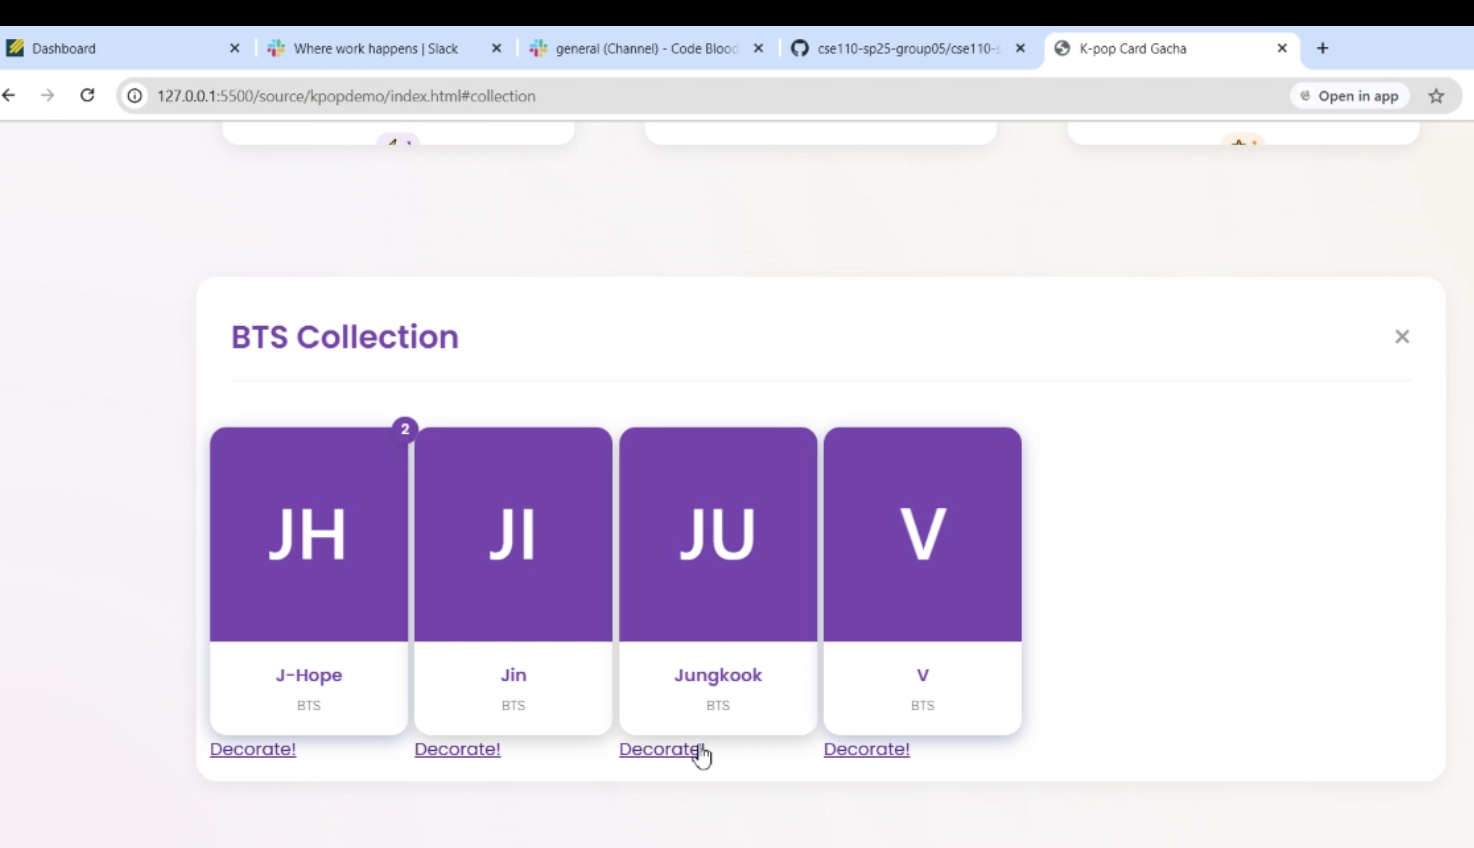 Dashboard
Where work happens | Slack
general (Channel) - Code Blooc
cse110-sp25-group05/cse110-s
K-pop Card Gacha
127.0.0.1:5500/source/kpopdemo/index.html#collection
Open in app
BTS Collection
2
JH
JI
JU
V
J-Hope
Jin
Jungkook
V
BTS
BTS
BTS
BTS
Decorate!
Decorate!
Decorate!
Decorate!